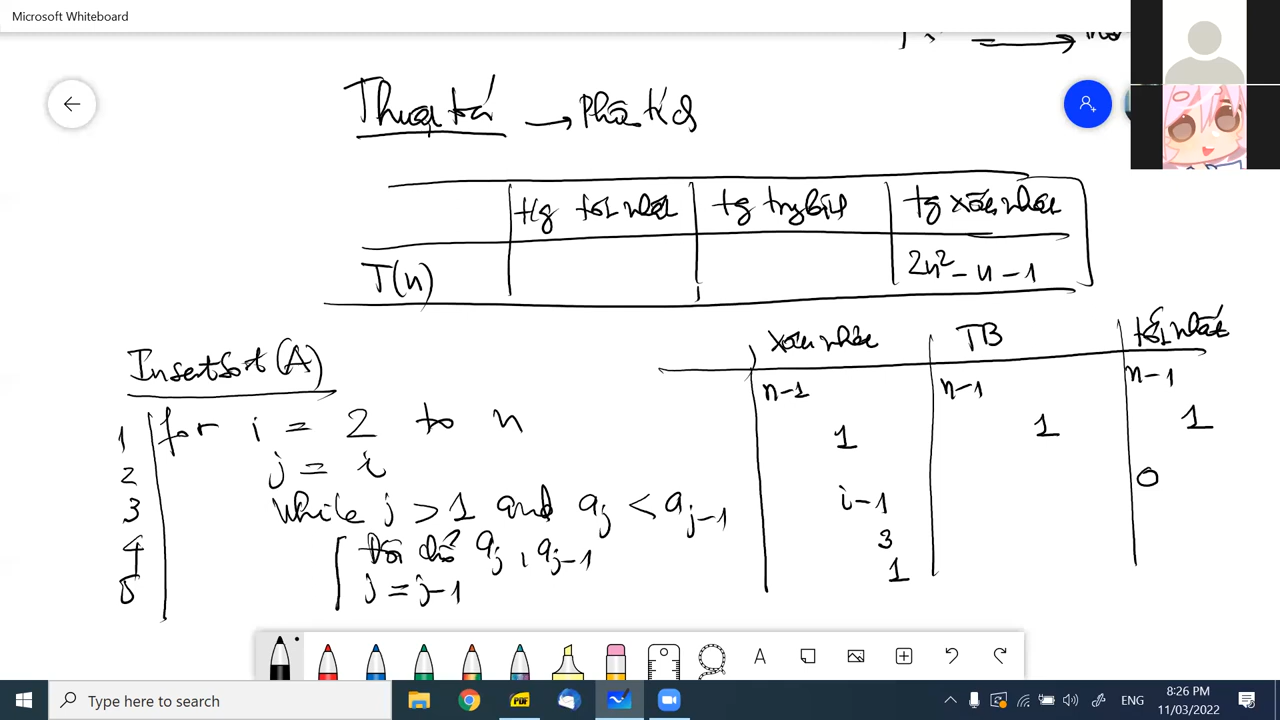 Microsoft Whiteboard
Thuật toán → Phân tích
tg tốt nhất tg trung bình tg xấu nhất
T(n) 2n² - n - 1
xấu nhất TB tốt nhất
InsertSort(A)
n-1 n-1 n-1
1 for i = 2 to n
1 1 1
2 j = i
0
3 while j > 1 and aⱼ < aⱼ₋₁ i-1
4 đổi chỗ aⱼ , aⱼ₋₁ 3
5 j = j-1 1
Type here to search
ENG
8:26 PM
11/03/2022